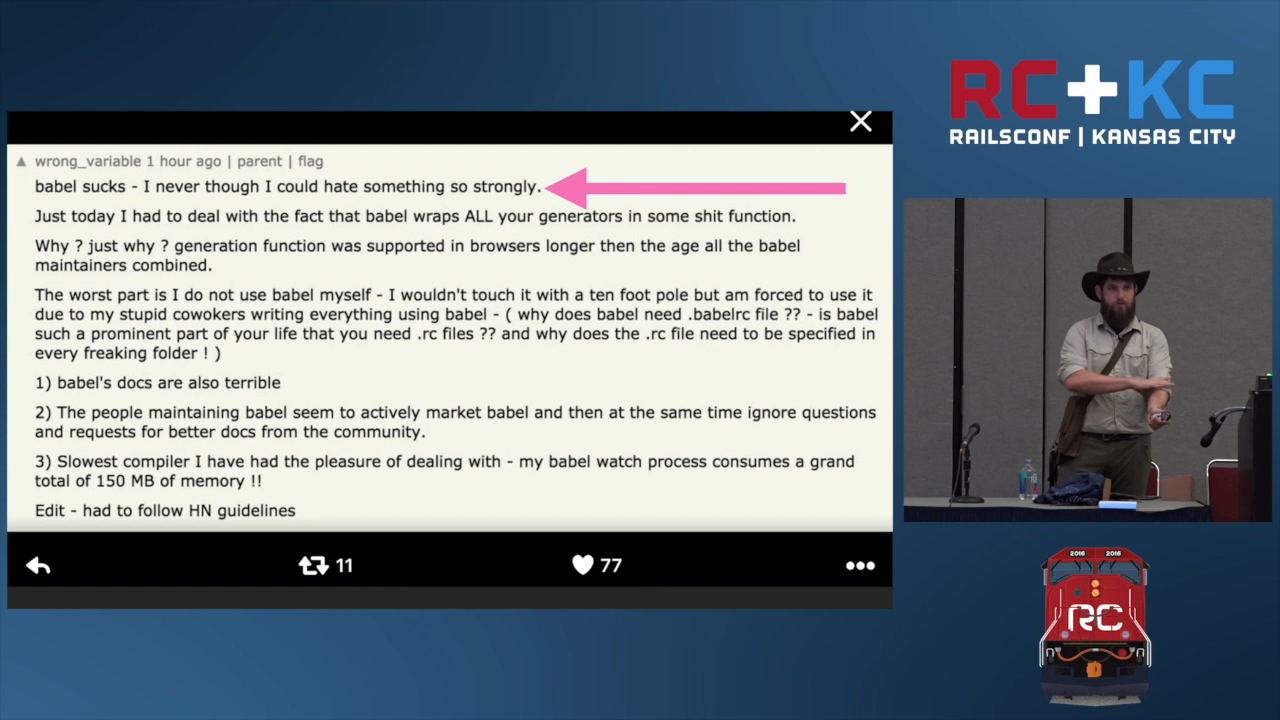 RC+KC
RAILSCONF | KANSAS CITY
wrong_variable 1 hour ago | parent | flag
babel sucks - I never though I could hate something so strongly.
Just today I had to deal with the fact that babel wraps ALL your generators in some shit function.
Why ? just why ? generation function was supported in browsers longer then the age all the babel
maintainers combined.
The worst part is I do not use babel myself - I wouldn't touch it with a ten foot pole but am forced to use it
due to my stupid cowokers writing everything using babel - ( why does babel need .babelrc file ?? - is babel
such a prominent part of your life that you need .rc files ?? and why does the .rc file need to be specified in
every freaking folder ! )
1) babel's docs are also terrible
2) The people maintaining babel seem to actively market babel and then at the same time ignore questions
and requests for better docs from the community.
3) Slowest compiler I have had the pleasure of dealing with - my babel watch process consumes a grand
total of 150 MB of memory !!
Edit - had to follow HN guidelines
11
77
2016 2016
RC